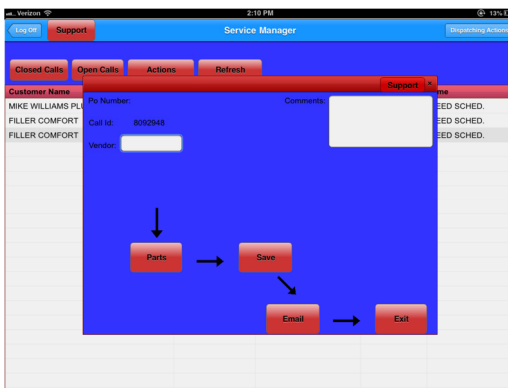 Verizon 2:10 PM 13%
Log Off Support Service Manager Dispatching Actions
Closed Calls Open Calls Actions Refresh
Support ×
Customer Name me
Po Number: Comments:
MIKE WILLIAMS PLU EED SCHED.
FILLER COMFORT Call Id: 8092948 EED SCHED.
FILLER COMFORT Vendor: EED SCHED.
Parts Save
Email Exit